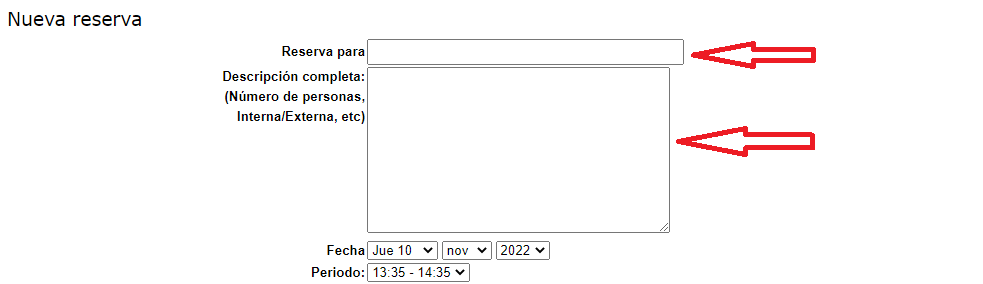 Nueva reserva
Reserva para
Descripción completa:
(Número de personas,
Interna/Externa, etc)
Fecha Jue 10 nov 2022
Periodo: 13:35 - 14:35